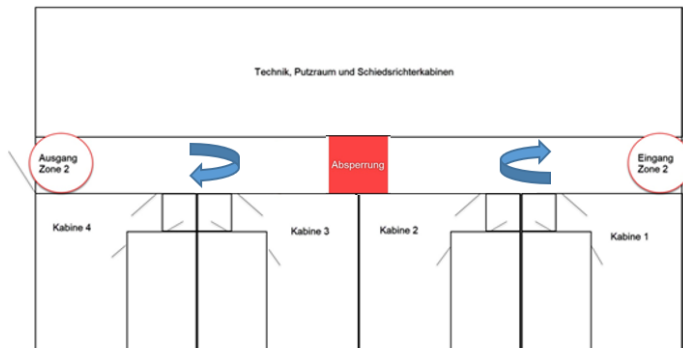 Technik, Putzraum und Schiedsrichterkabinen
Ausgang
Zone 2
Absperrung
Eingang
Zone 2
Kabine 4
Kabine 3
Kabine 2
Kabine 1